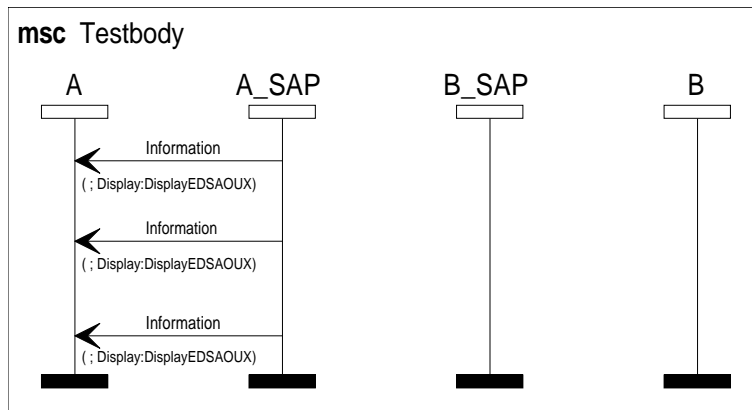 msc Testbody
A A_SAP B_SAP B
Information
( ; Display:DisplayEDSAOUX)
Information
( ; Display:DisplayEDSAOUX)
Information
( ; Display:DisplayEDSAOUX)